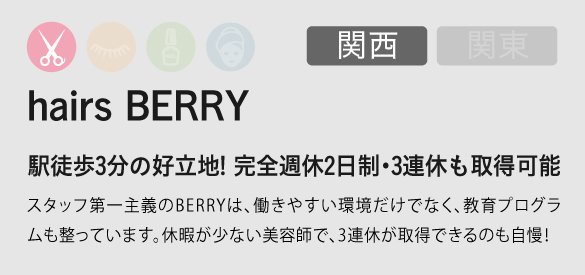 関西 関東
hairs BERRY
駅徒歩3分の好立地! 完全週休2日制・3連休も取得可能
スタッフ第一主義のBERRYは、働きやすい環境だけでなく、教育プログラ
ムも整っています。休暇が少ない美容師で、3連休が取得できるのも自慢!